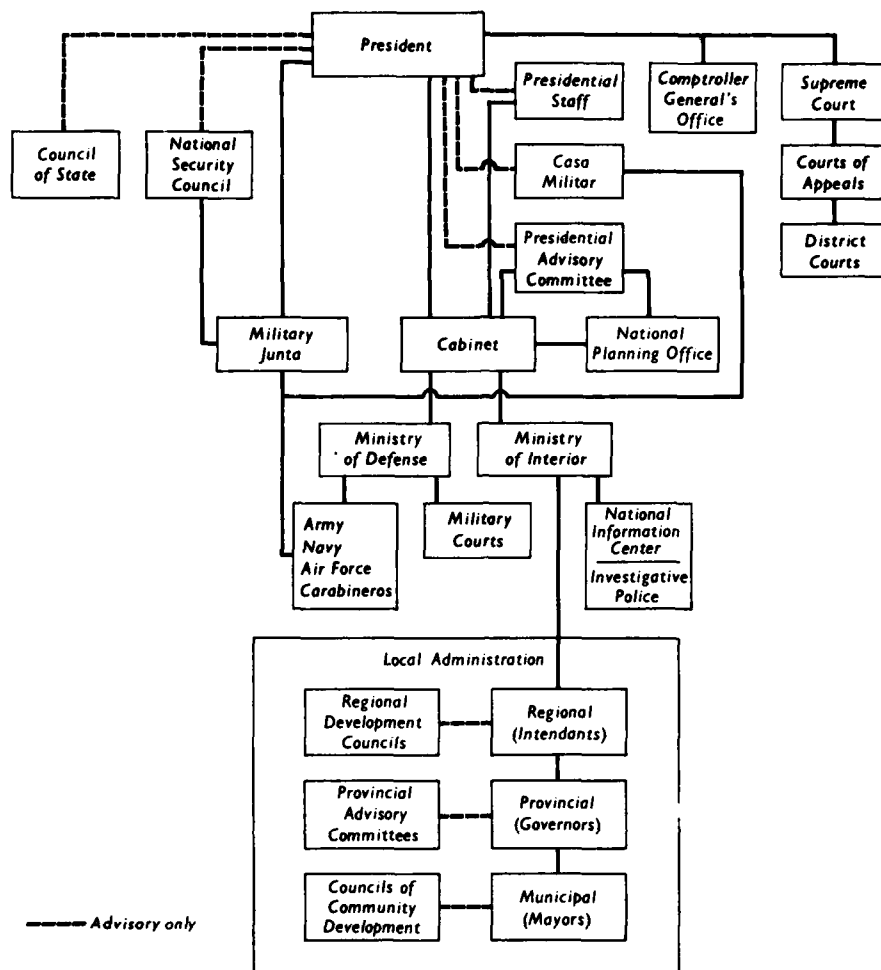 President
Presidential
Staff
Comptroller
General's
Office
Supreme
Court
Council
of State
National
Security
Council
Casa
Militar
Courts of
Appeals
Presidential
Advisory
Committee
District
Courts
Military
Junta
Cabinet
National
Planning Office
Ministry
of Defense
Ministry
of Interior
Army
Navy
Air Force
Carabineros
Military
Courts
National
Information
Center
Investigative
Police
Local Administration
Regional
Development
Councils
Regional
(Intendants)
Provincial
Advisory
Committees
Provincial
(Governors)
Councils of
Community
Development
Municipal
(Mayors)
Advisory only